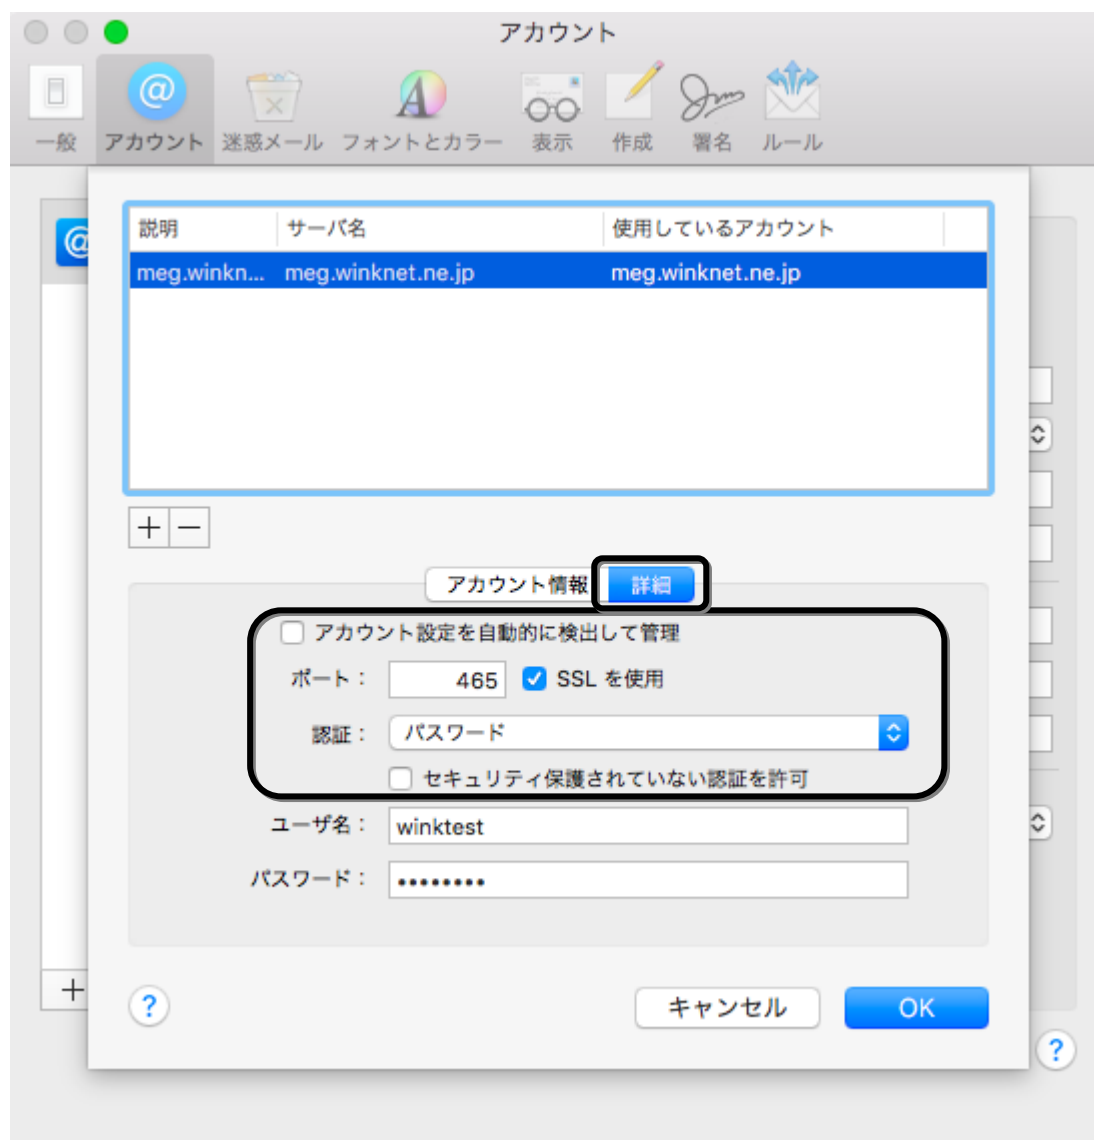 アカウント
一般 アカウント 迷惑メール フォントとカラー 表示 作成 署名 ルール
説明 サーバ名 使用しているアカウント
meg.winkn... meg.winknet.ne.jp meg.winknet.ne.jp
アカウント情報 詳細
アカウント設定を自動的に検出して管理
ポート： 465 SSL を使用
認証： パスワード
セキュリティ保護されていない認証を許可
ユーザ名： winktest
パスワード： ••••••••
キャンセル OK